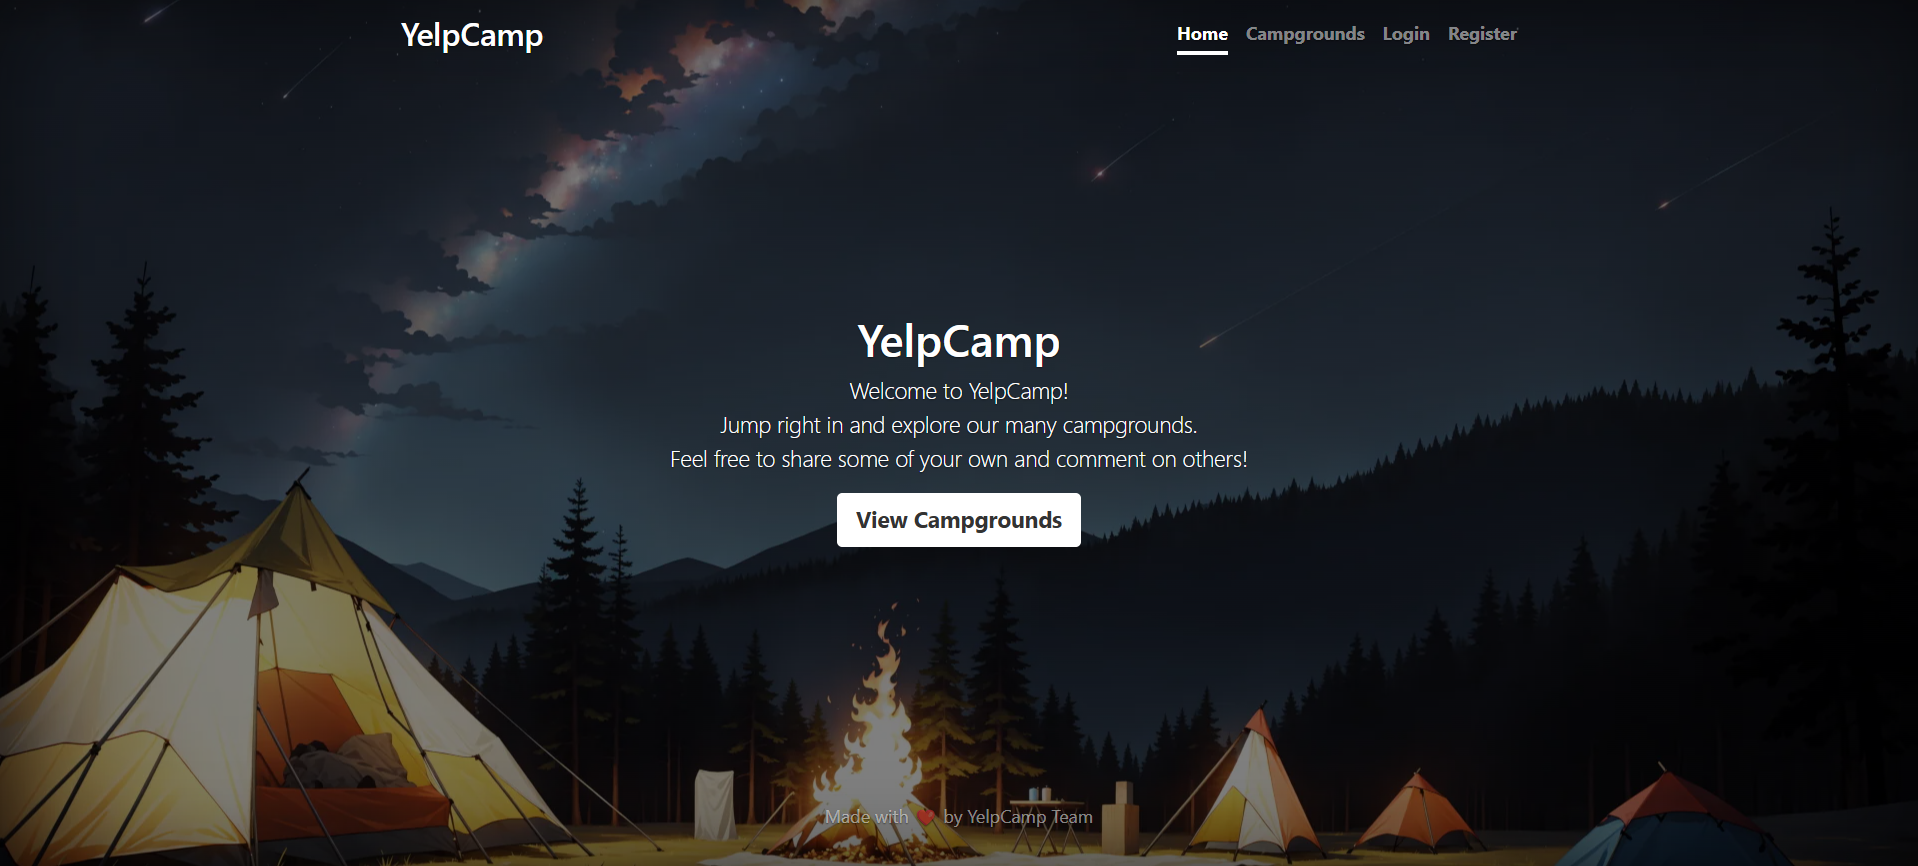 YelpCamp
Home Campgrounds Login Register
YelpCamp
Welcome to YelpCamp!
Jump right in and explore our many campgrounds.
Feel free to share some of your own and comment on others!
View Campgrounds
Made with ❤️ by YelpCamp Team